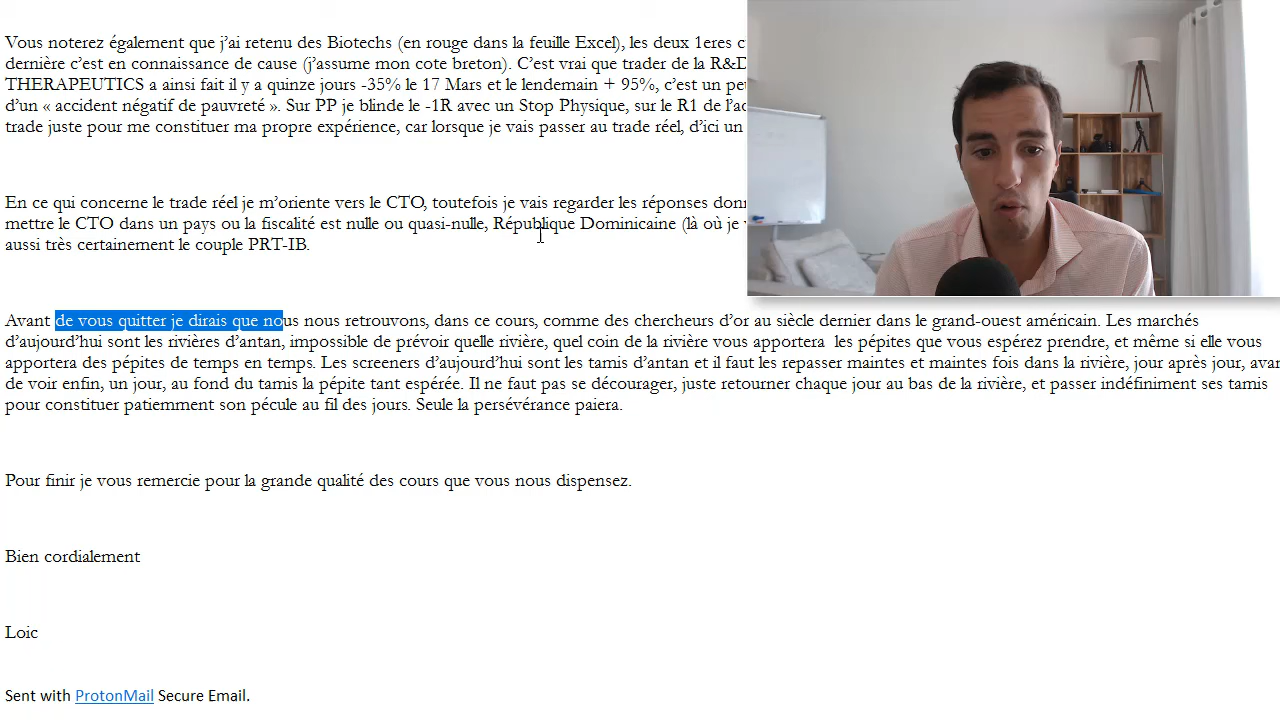 Vous noterez également que j’ai retenu des Biotechs (en rouge dans la feuille Excel), les deux 1eres
dernière c’est en connaissance de cause (j’assume mon cote breton). C’est vrai que trader de la R&D
THERAPEUTICS a ainsi fait il y a quinze jours -35% le 17 Mars et le lendemain + 95%, c’est un
d’un « accident négatif de pauvreté ». Sur PP je blinde le -1R avec un Stop Physique, sur le R1 de
trade juste pour me constituer ma propre expérience, car lorsque je vais passer au trade réel, d’ici un
En ce qui concerne le trade réel je m’oriente vers le CTO, toutefois je vais regarder les réponses
mettre le CTO dans un pays ou la fiscalité est nulle ou quasi-nulle, République Dominicaine (là où je
aussi très certainement le couple PRT-IB.
Avant de vous quitter je dirais que nous nous retrouvons, dans ce cours, comme des chercheurs d’or au siècle dernier dans le grand-ouest américain. Les marchés
d’aujourd’hui sont les rivières d’antan, impossible de prévoir quelle rivière, quel coin de la rivière vous apportera  les pépites que vous espérez prendre, et même si elle vous
apportera des pépites de temps en temps. Les screeners d’aujourd’hui sont les tamis d’antan et il faut les repasser maintes et maintes fois dans la rivière, jour après jour,
de voir enfin, un jour, au fond du tamis la pépite tant espérée. Il ne faut pas se décourager, juste retourner chaque jour au bas de la rivière, et passer indéfiniment ses tamis
pour constituer patiemment son pécule au fil des jours. Seule la persévérance paiera.
Pour finir je vous remercie pour la grande qualité des cours que vous nous dispensez.
Bien cordialement
Loic
Sent with ProtonMail Secure Email.